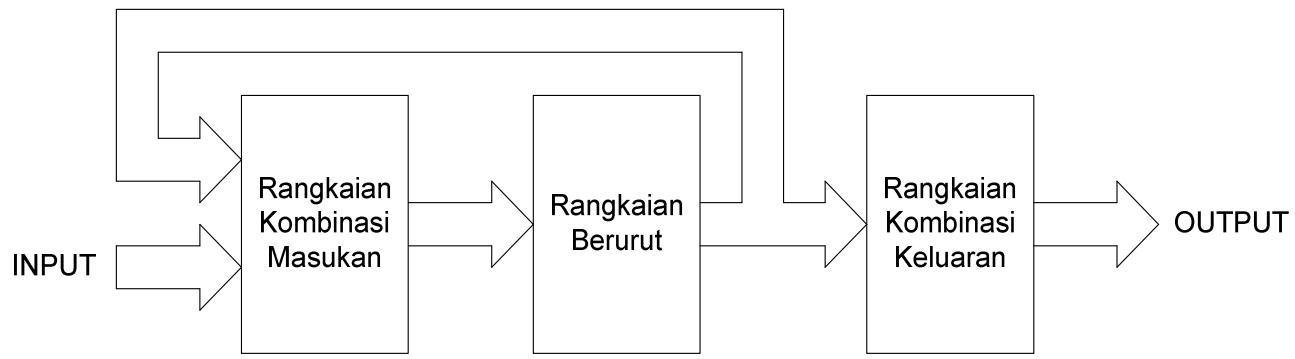 INPUT
Rangkaian
Kombinasi
Masukan
Rangkaian
Berurut
Rangkaian
Kombinasi
Keluaran
OUTPUT